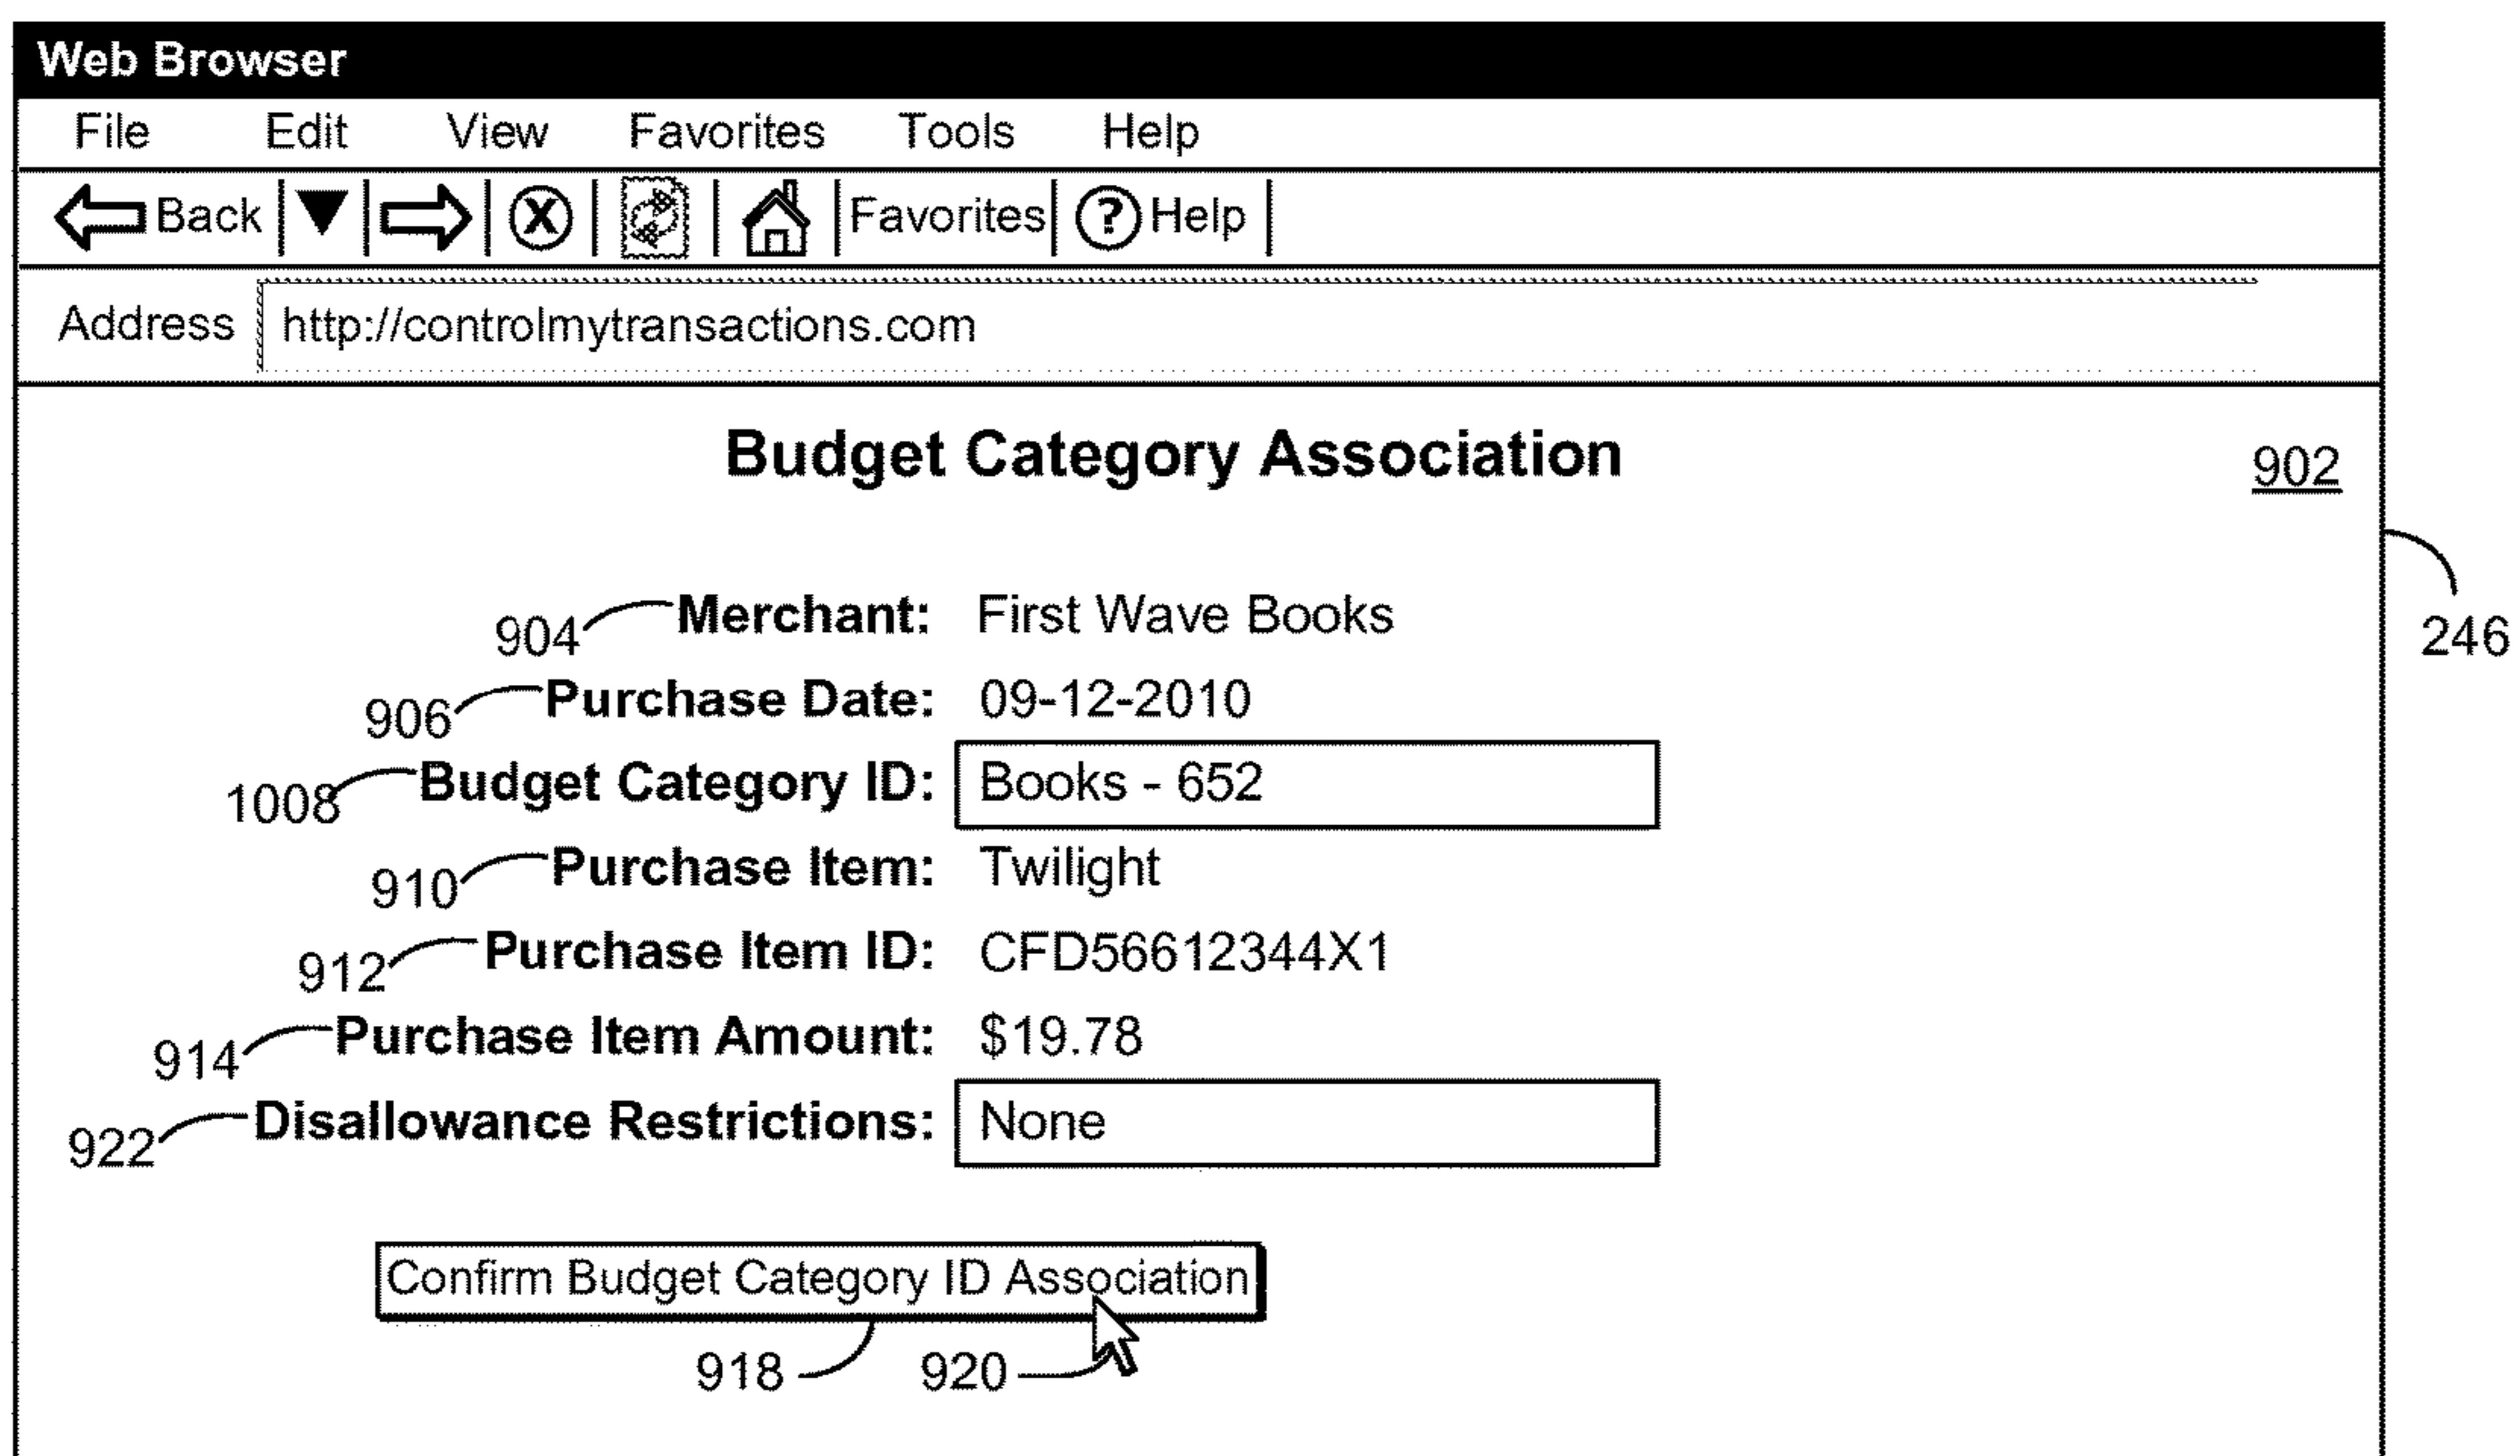 Web Browser
File Edit View Favorites Tools Help
Back X Favorites ? Help
Address http://controlmytransactions.com
Budget Category Association 902
246
904 Merchant: First Wave Books
906 Purchase Date: 09-12-2010
1008 Budget Category ID: Books - 652
910 Purchase Item: Twilight
912 Purchase Item ID: CFD56612344X1
914 Purchase Item Amount: $19.78
922 Disallowance Restrictions: None
Confirm Budget Category ID Association
918 920